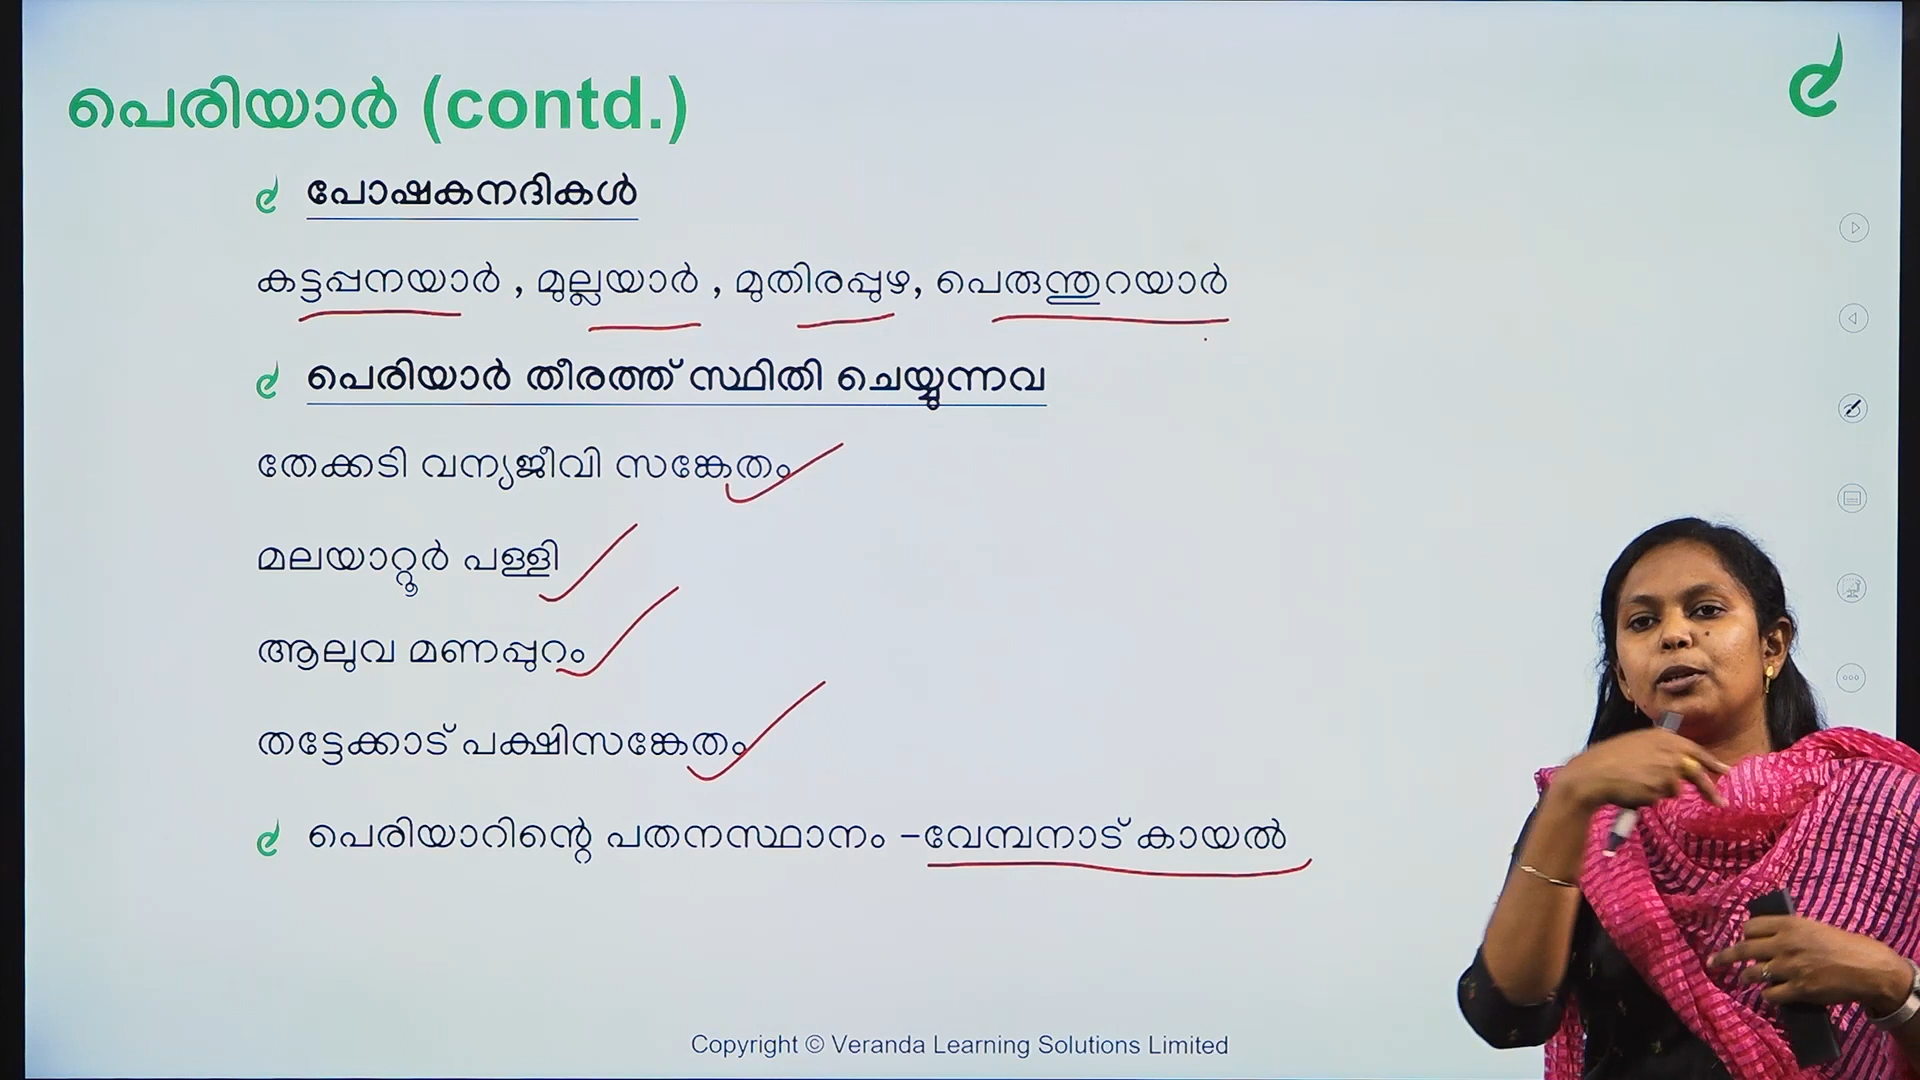 പെരിയാർ (contd.)
പോഷകനദികൾ
കട്ടപ്പനയാർ , മുല്ലയാർ , മുതിരപ്പുഴ, പെരുന്തുറയാർ
പെരിയാർ തീരത്ത് സ്ഥിതി ചെയ്യുന്നവ
തേക്കടി വന്യജീവി സങ്കേതം
മലയാറ്റൂർ പള്ളി
ആലുവ മണപ്പുറം
തട്ടേക്കാട് പക്ഷിസങ്കേതം
പെരിയാറിന്റെ പതനസ്ഥാനം –വേമ്പനാട് കായൽ
Copyright © Veranda Learning Solutions Limited